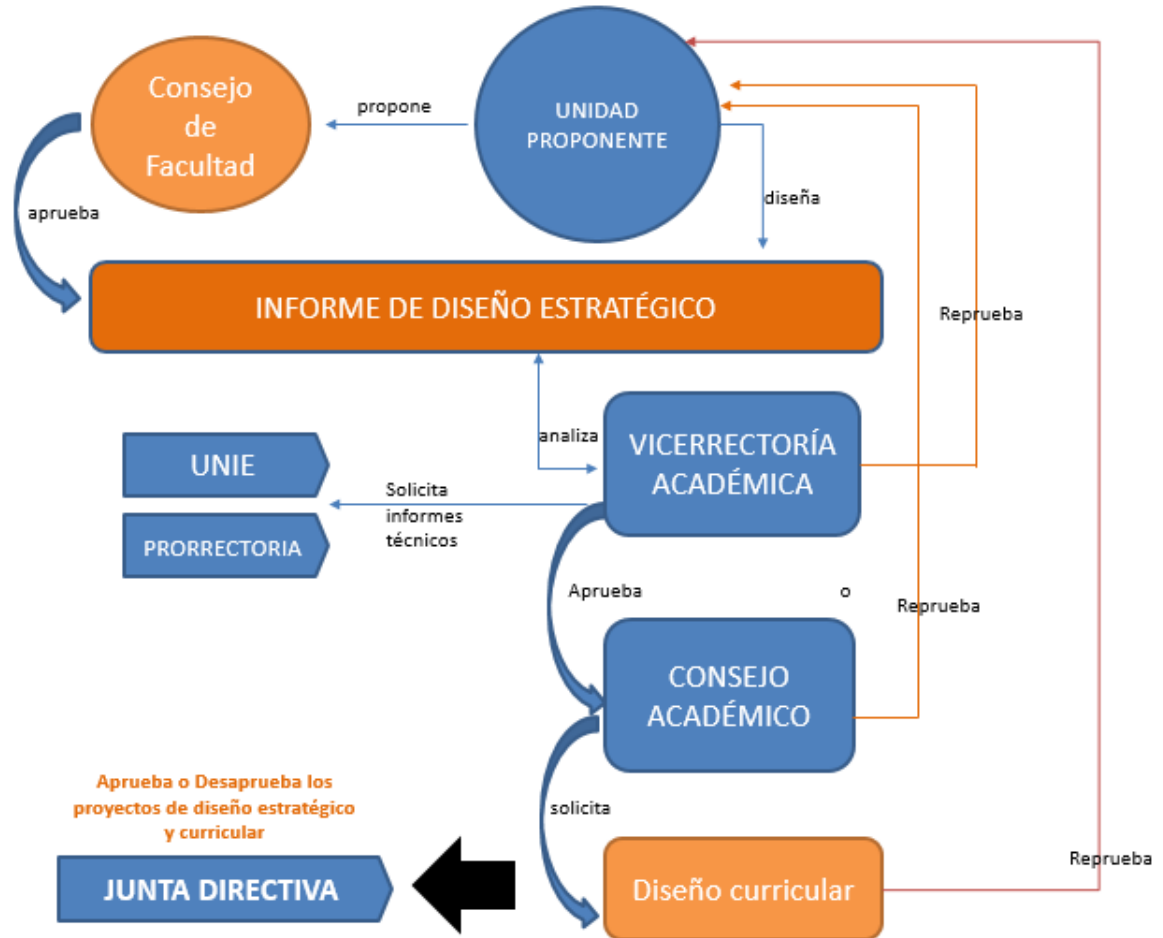 Consejo
de
Facultad
propone
UNIDAD
PROPONENTE
aprueba
diseña
INFORME DE DISEÑO ESTRATÉGICO
Reprueba
analiza
VICERRECTORÍA
ACADÉMICA
UNIE
Solicita
informes
técnicos
PRORRECTORIA
Aprueba
o
Reprueba
CONSEJO
ACADÉMICO
Aprueba o Desaprueba los
proyectos de diseño estratégico
y curricular
solicita
JUNTA DIRECTIVA
Diseño curricular
Reprueba